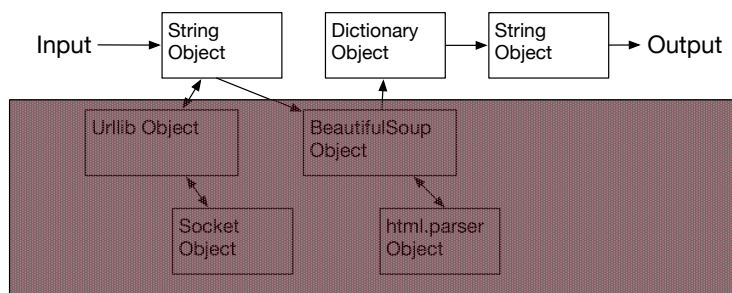 Input
String
Object
Dictionary
Object
String
Object
Output
Urllib Object
BeautifulSoup
Object
Socket
Object
html.parser
Object